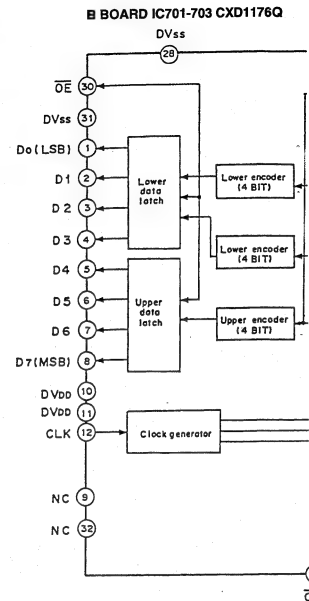 B BOARD IC701-703 CXD1176Q
DVss
28
OE 30
DVss 31
Do(LSB) 1
D1 2
D2 3
D3 4
D4 5
D5 6
D6 7
D7(MSB) 8
DVDD 10
DVDD 11
CLK 12
NC 9
NC 32
Lower
data
latch
Upper
data
latch
Lower encoder
(4 BIT)
Lower encoder
(4 BIT)
Upper encoder
(4 BIT)
Clock generator